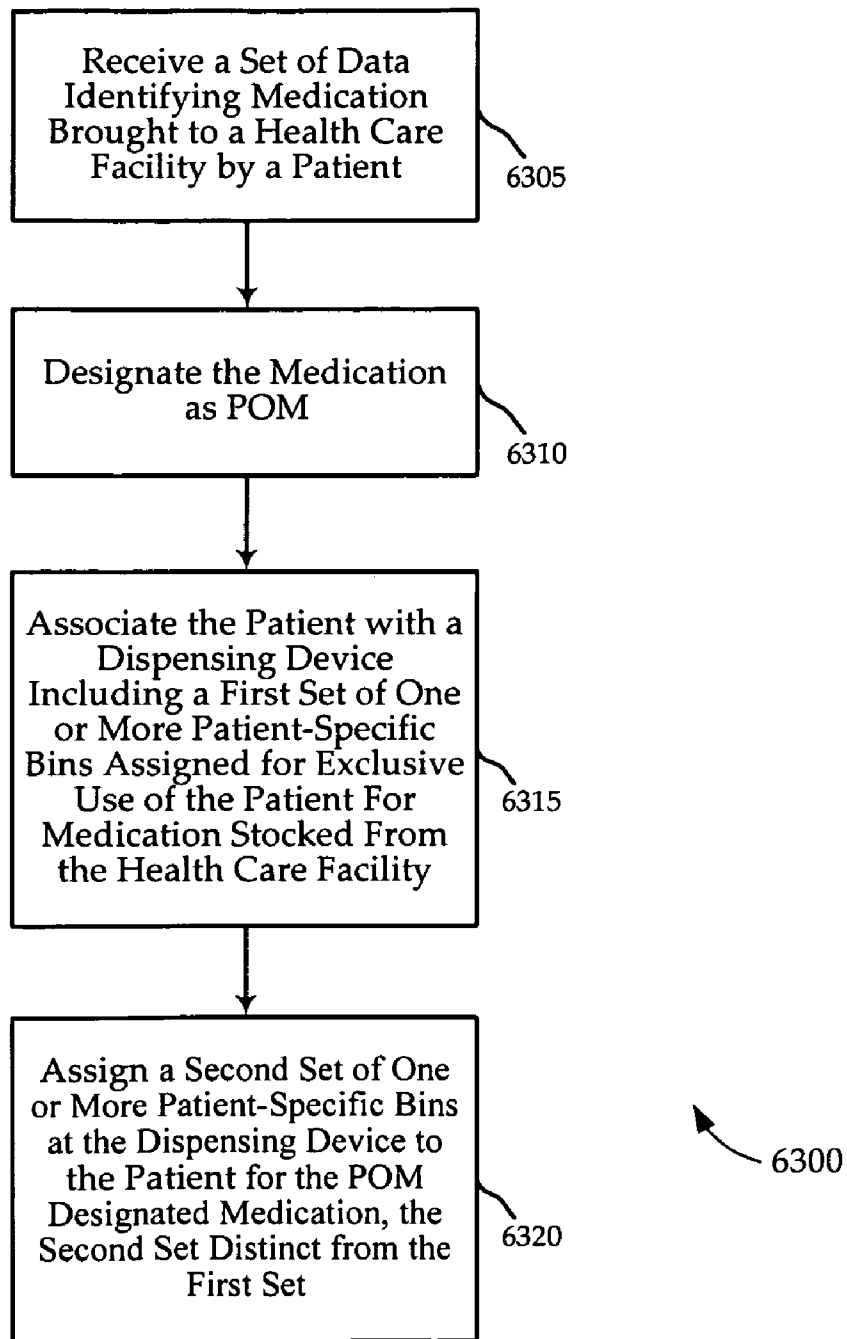 Receive a Set of Data
Identifying Medication
Brought to a Health Care
Facility by a Patient
6305
Designate the Medication
as POM
6310
Associate the Patient with a
Dispensing Device
Including a First Set of One
or More Patient-Specific
Bins Assigned for Exclusive
Use of the Patient For
Medication Stocked From
the Health Care Facility
6315
Assign a Second Set of One
or More Patient-Specific Bins
at the Dispensing Device to
the Patient for the POM
Designated Medication, the
Second Set Distinct from the
First Set
6320
6300